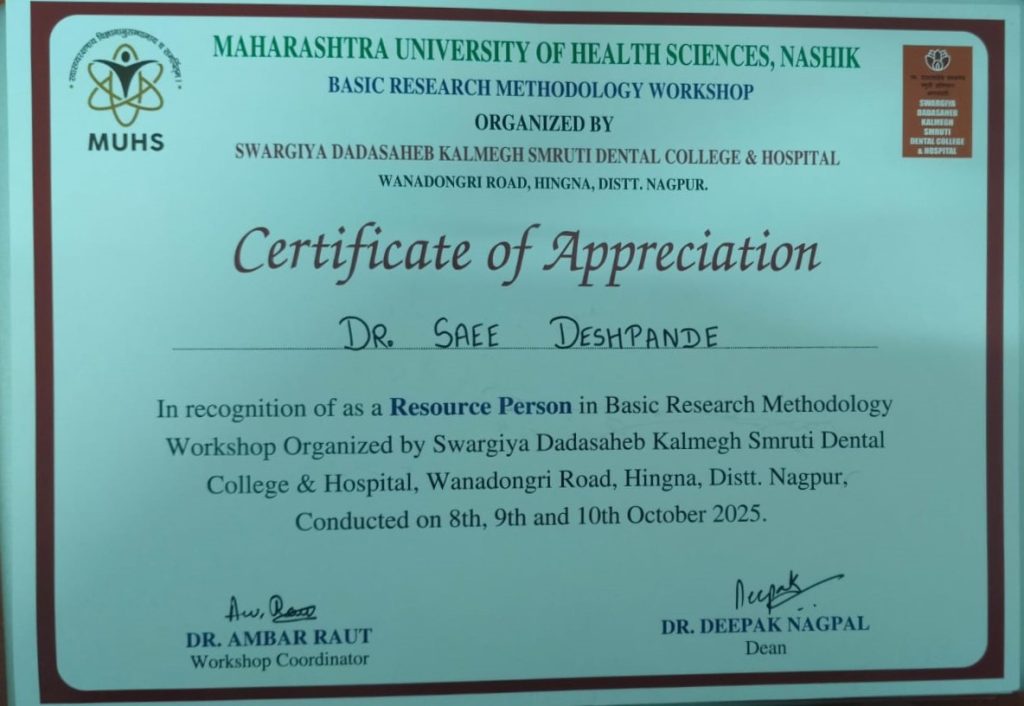 MUHS
MAHARASHTRA UNIVERSITY OF HEALTH SCIENCES, NASHIK
BASIC RESEARCH METHODOLOGY WORKSHOP
ORGANIZED BY
SWARGIYA DADASAHEB KALMEGH SMRUTI DENTAL COLLEGE & HOSPITAL
WANADONGRI ROAD, HINGNA, DISTT. NAGPUR.
SWARGIYA
DADASAHEB
KALMEGH
SMRUTI
DENTAL COLLEGE
& HOSPITAL
Certificate of Appreciation
DR. SAEE DESHPANDE
In recognition of as a Resource Person in Basic Research Methodology
Workshop Organized by Swargiya Dadasaheb Kalmegh Smruti Dental
College & Hospital, Wanadongri Road, Hingna, Distt. Nagpur,
Conducted on 8th, 9th and 10th October 2025.
Deepak
DR. AMBAR RAUT
Workshop Coordinator
DR. DEEPAK NAGPAL
Dean